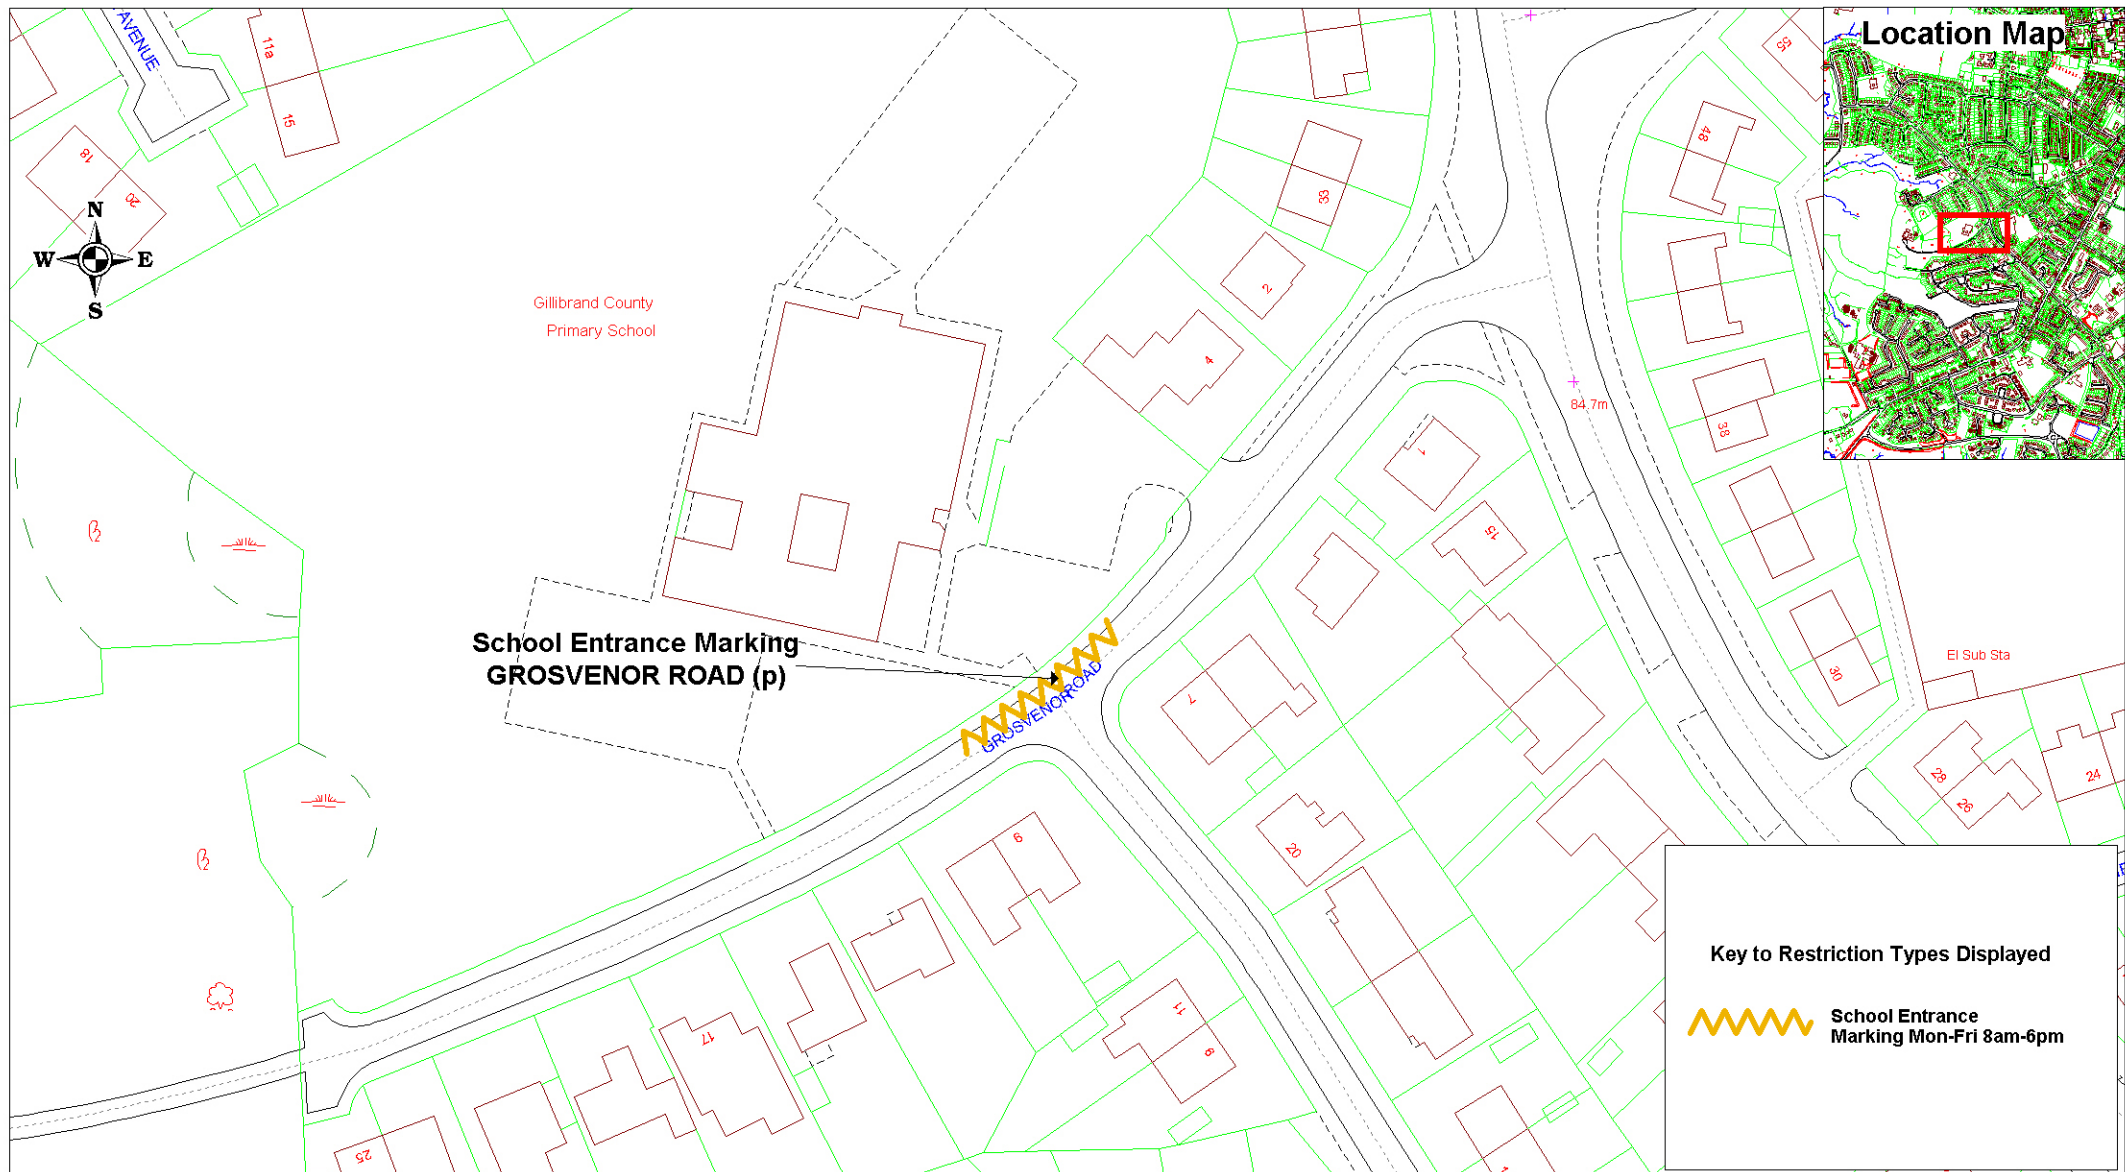 Location Map
AVENUE
11a
15
18
20
N
W E
S
Gillibrand County
Primary School
33
2
4
55
48
84.7m
38
1
15
School Entrance Marking
GROSVENOR ROAD (p)
GROSVENOR ROAD
7
30
El Sub Sta
28
26
24
20
9
11
9
17
25
Key to Restriction Types Displayed
School Entrance
Marking Mon-Fri 8am-6pm